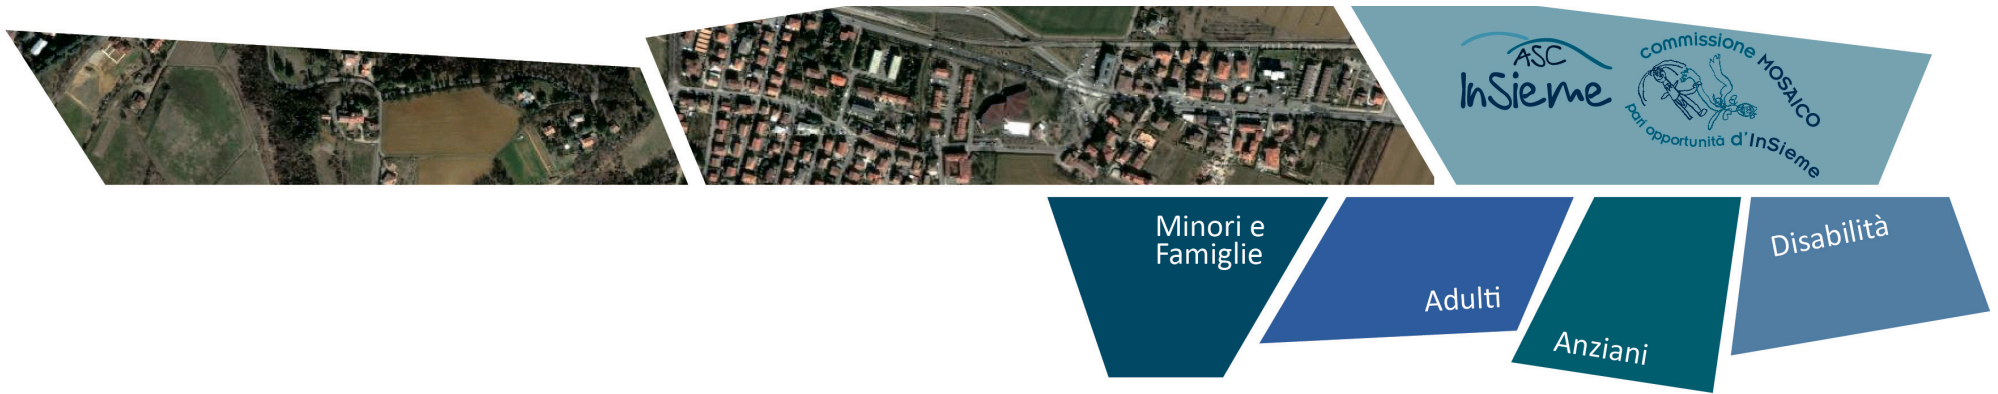 ASC
InSieme
commissione MOSAICO
pari opportunità d'InSieme
Minori e
Famiglie
Adulti
Anziani
Disabilità